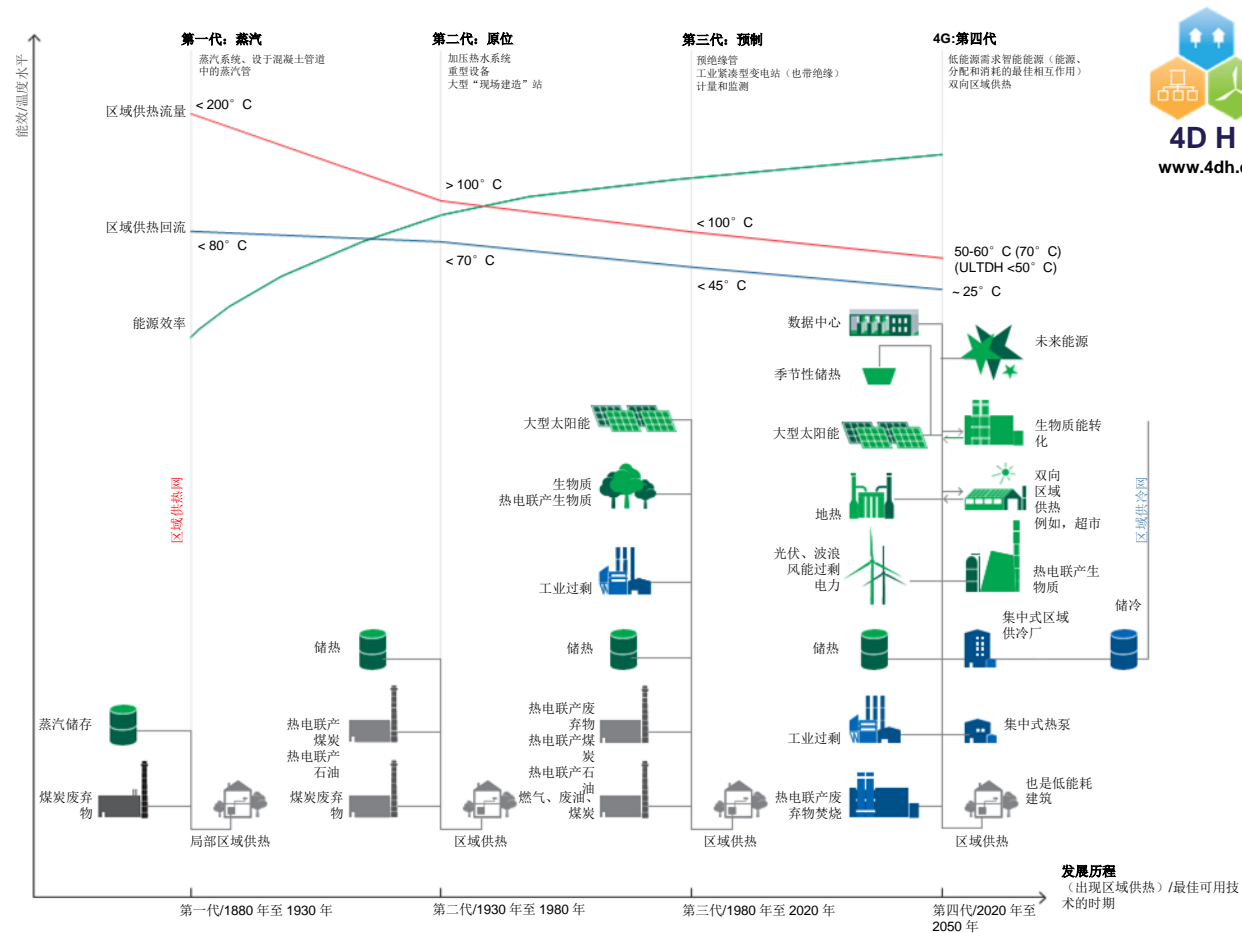 第一代：蒸汽
蒸汽系统、设于混凝土管道
中的蒸汽管
第二代：原位
加压热水系统
重型设备
大型“现场建造”站
第三代：预制
预绝缘管
工业紧凑型变电站（也带绝缘）
计量和监测
4G:第四代
低能源需求智能能源（能源、
分配和消耗的最佳相互作用）
双向区域供热
4D H
www.4dh.
能效/温度水平
区域供热流量
< 200° C
> 100° C
< 100° C
50-60° C (70° C)
(ULTDH <50° C)
区域供热回流
< 80° C
< 70° C
< 45° C
~ 25° C
能源效率
区域供热网
区域供冷网
蒸汽储存
煤炭废弃
物
局部区域供热
储热
热电联产
煤炭
热电联产
石油
煤炭废弃
物
区域供热
大型太阳能
生物质
热电联产生物质
工业过剩
储热
热电联产废
弃物
热电联产煤
炭
热电联产石
油
燃气、废油、
煤炭
区域供热
数据中心
季节性储热
大型太阳能
地热
光伏、波浪
风能过剩
电力
储热
工业过剩
热电联产废
弃物焚烧
未来能源
生物质能转
化
双向
区域
供热
例如，超市
热电联产生
物质
集中式区域
供冷厂
储冷
集中式热泵
也是低能耗
建筑
区域供热
第一代/1880 年至 1930 年
第二代/1930 年至 1980 年
第三代/1980 年至 2020 年
第四代/2020 年至
2050 年
发展历程
（出现区域供热）/最佳可用技
术的时期